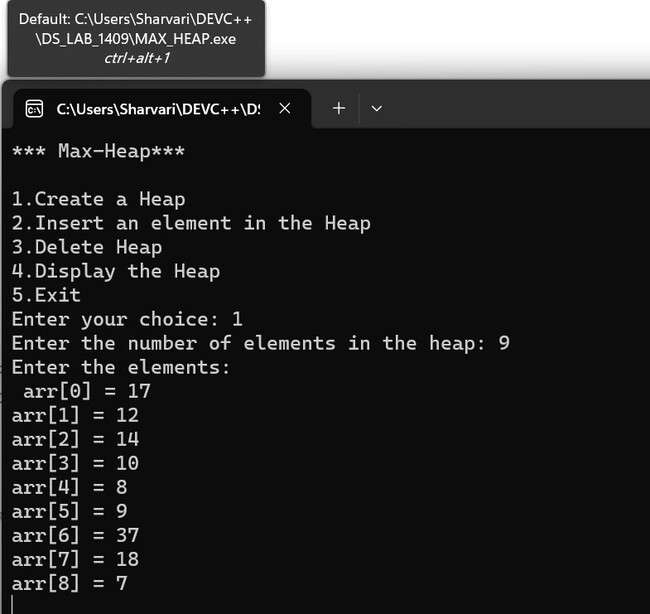 Default: C:\Users\Sharvari\DEVC++
\DS_LAB_1409\MAX_HEAP.exe
ctrl+alt+1
C:\Users\Sharvari\DEVC++\D!
*** Max-Heap***
1.Create a Heap
2.Insert an element in the Heap
3.Delete Heap
4.Display the Heap
5.Exit
Enter your choice: 1
Enter the number of elements in the heap: 9
Enter the elements:
arr[0] = 17
arr[1] = 12
arr[2] = 14
arr[3] = 10
arr[4] = 8
arr[5] = 9
arr[6] = 37
arr[7] = 18
arr[8] = 7